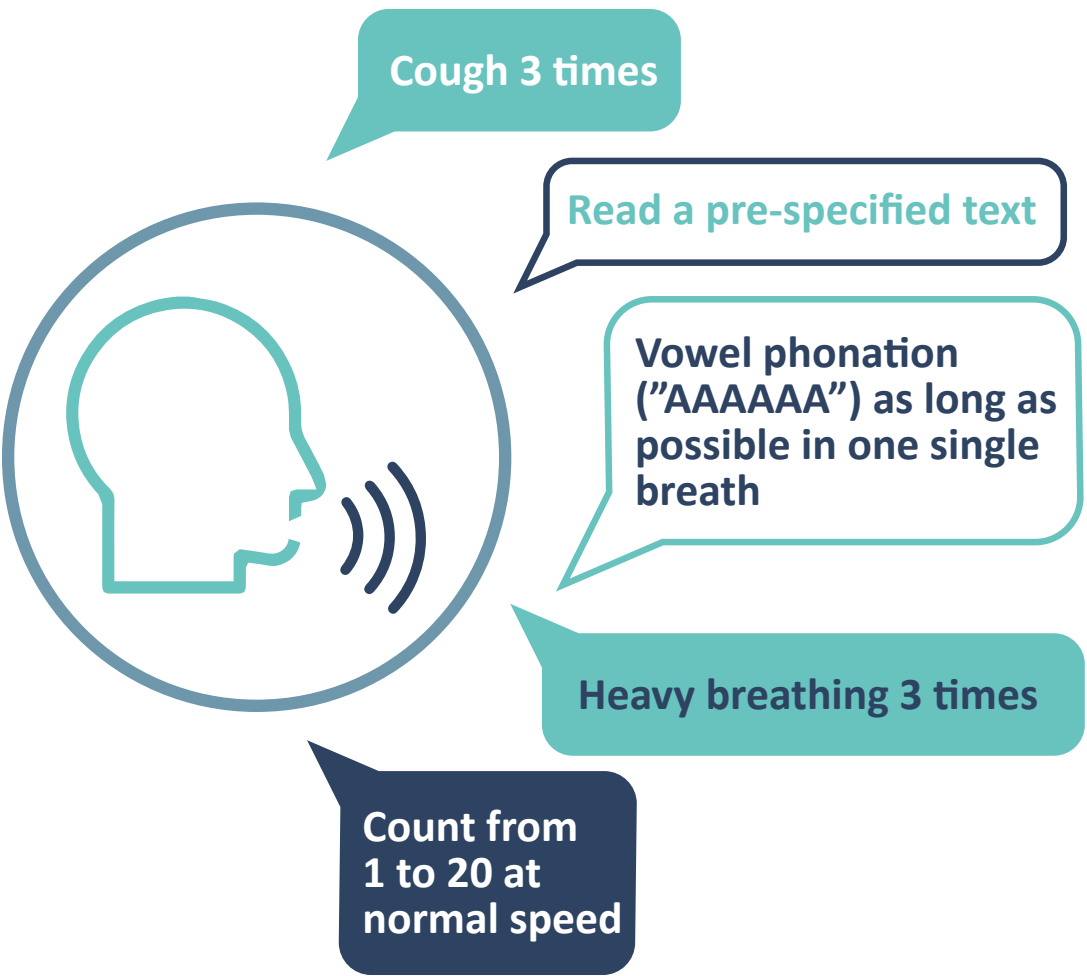 Cough 3 times
Read a pre-specified text
Vowel phonation
(”AAAAAA”) as long as
possible in one single
breath
Heavy breathing 3 times
Count from
1 to 20 at
normal speed